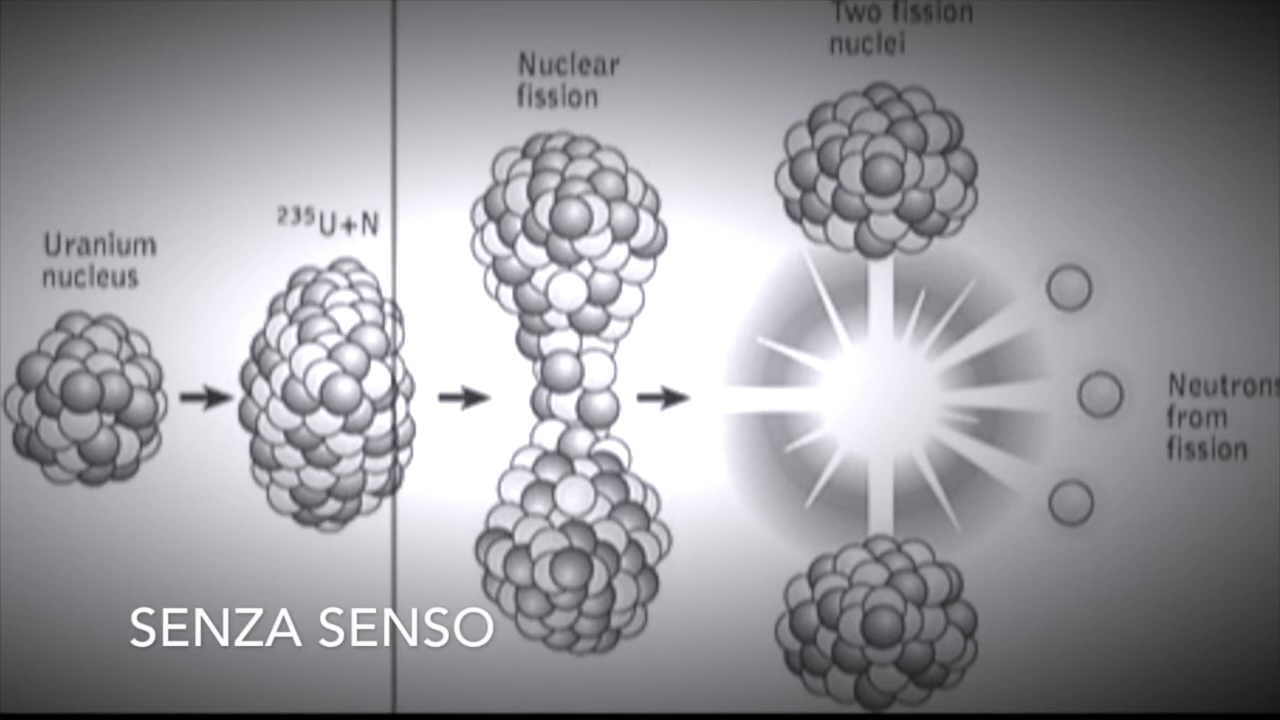 Uranium
nucleus
²³⁵U+N
Nuclear
fission
Two fission
nuclei
Neutrons
from
fission
SENZA SENSO